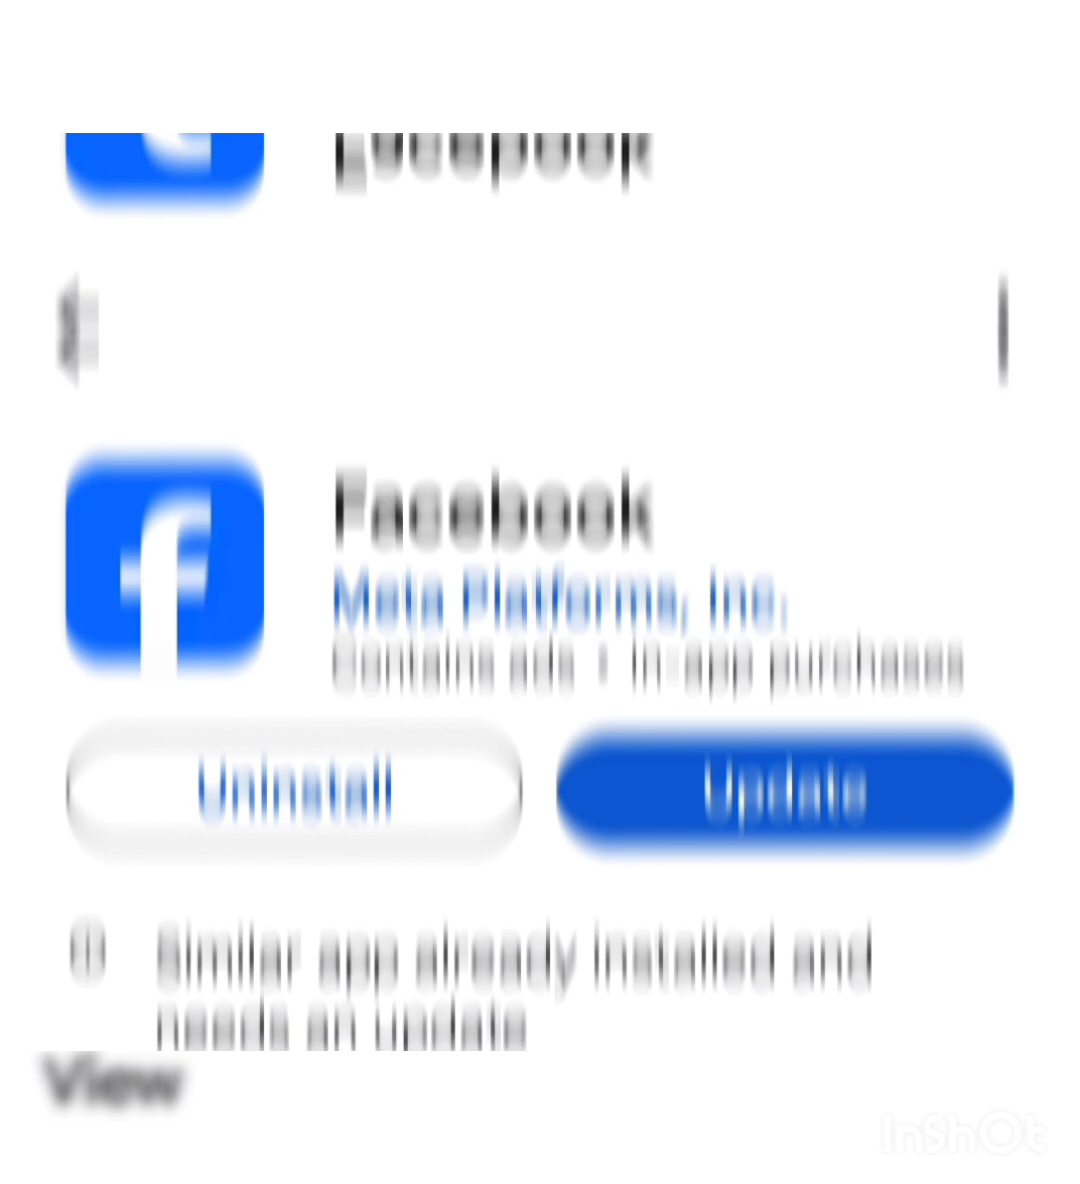 Facebook
Facebook
Meta Platforms, Inc.
Contains ads · In-app purchases
Uninstall
Update
Similar app already installed and
needs an update
View
InShOt